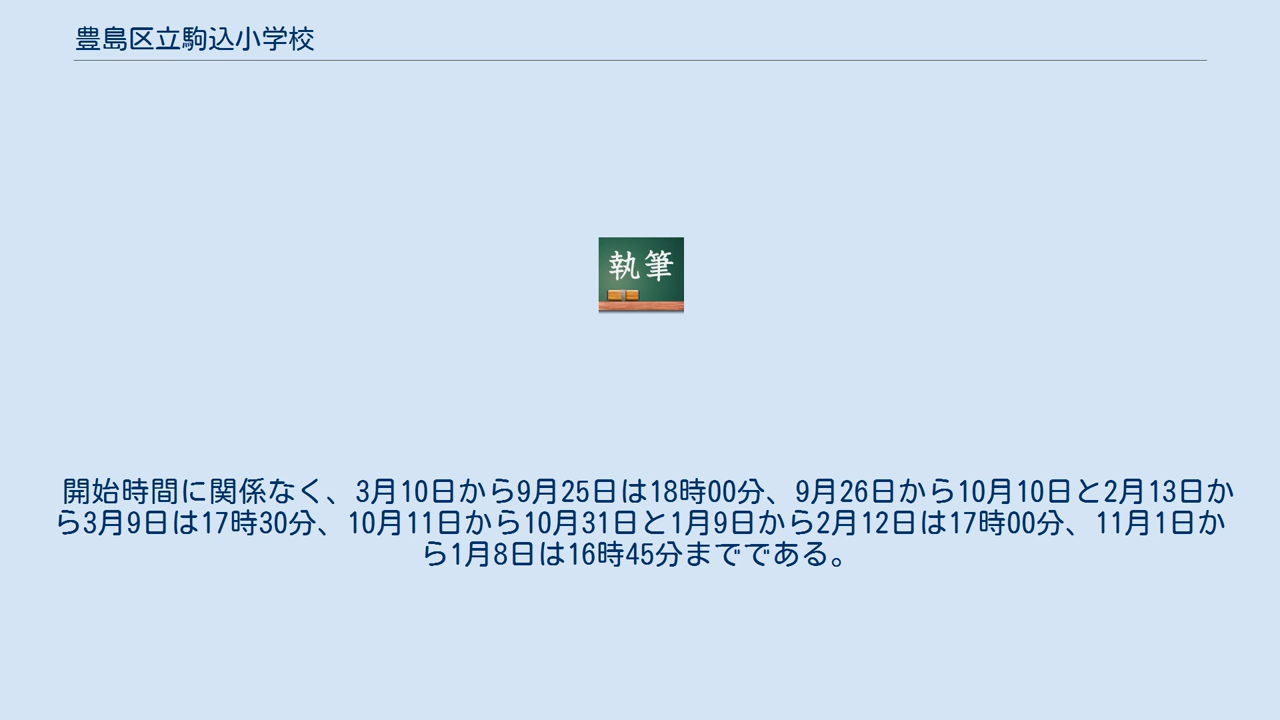 豊島区立駒込小学校
執筆
開始時間に関係なく、3月10日から9月25日は18時00分、9月26日から10月10日と2月13日か
ら3月9日は17時30分、10月11日から10月31日と1月9日から2月12日は17時00分、11月1日か
ら1月8日は16時45分までである。